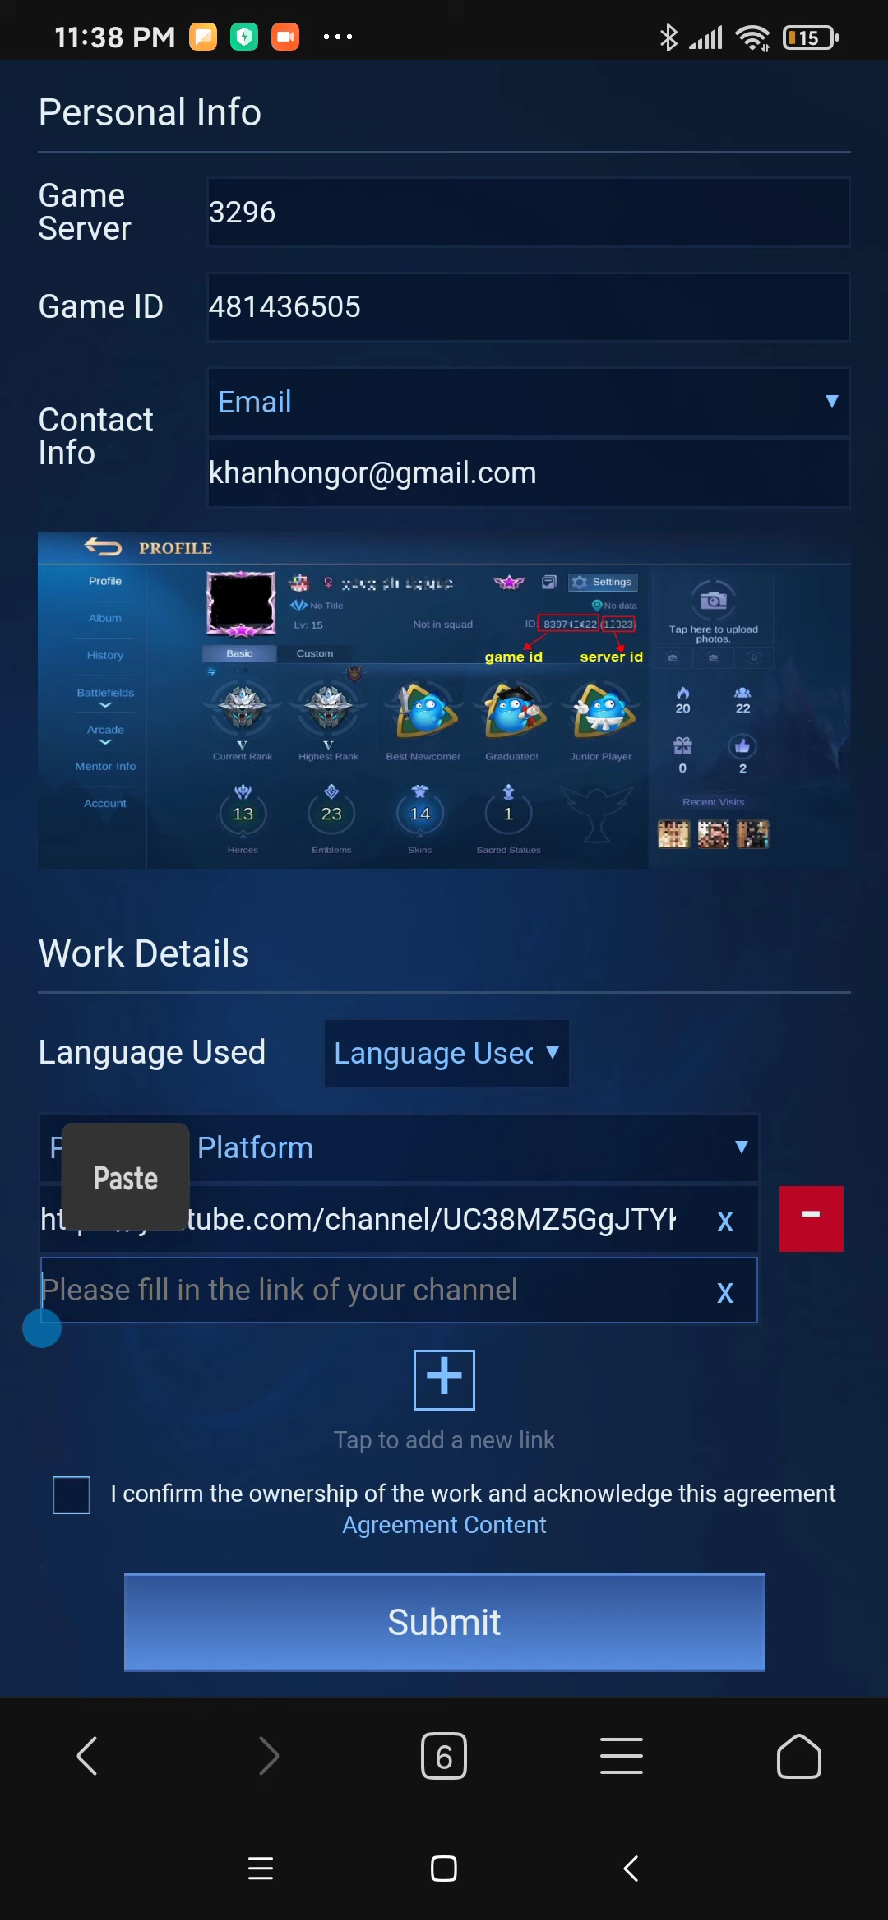 11:38 PM
15
Personal Info
Game
Server
3296
Game ID
481436505
Contact
Info
Email
khanhongor@gmail.com
PROFILE
Profile
Album
History
Battlefields
Arcade
Mentor Info
Account
No Title
Lv: 15
Not in squad
Settings
No data
ID:
game id
server id
Basic
Custom
Tap here to upload
photos.
V
Current Rank
V
Highest Rank
Best Newcomer
Graduated!
Junior Player
20
22
0
2
13
Heroes
23
Emblems
14
Skins
1
Sacred Statues
Recent Visits
Work Details
Language Used
Language Used
Platform
Paste
tube.com/channel/UC38MZ5GgJTY
x
-
Please fill in the link of your channel
x
+
Tap to add a new link
I confirm the ownership of the work and acknowledge this agreement
Agreement Content
Submit
6